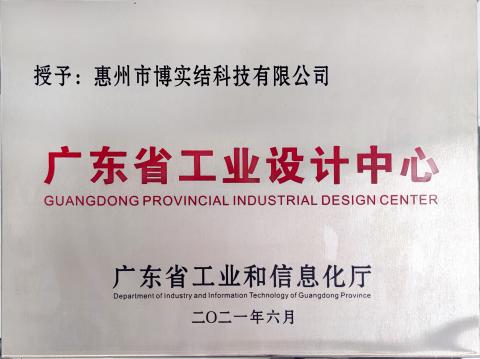 授予：惠州市博实结科技有限公司
广东省工业设计中心
GUANGDONG PROVINCIAL INDUSTRIAL DESIGN CENTER
广东省工业和信息化厅
Department of Industry and Information Technology of Guangdong Province
二〇二一年六月